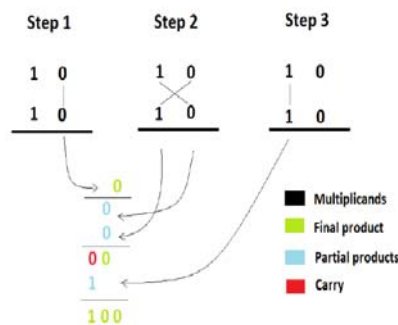 Step 1 Step 2 Step 3
1 0 1 0 1 0
1 0 1 0 1 0
0
0
0
0 0
1
1 0 0
Multiplicands
Final product
Partial products
Carry